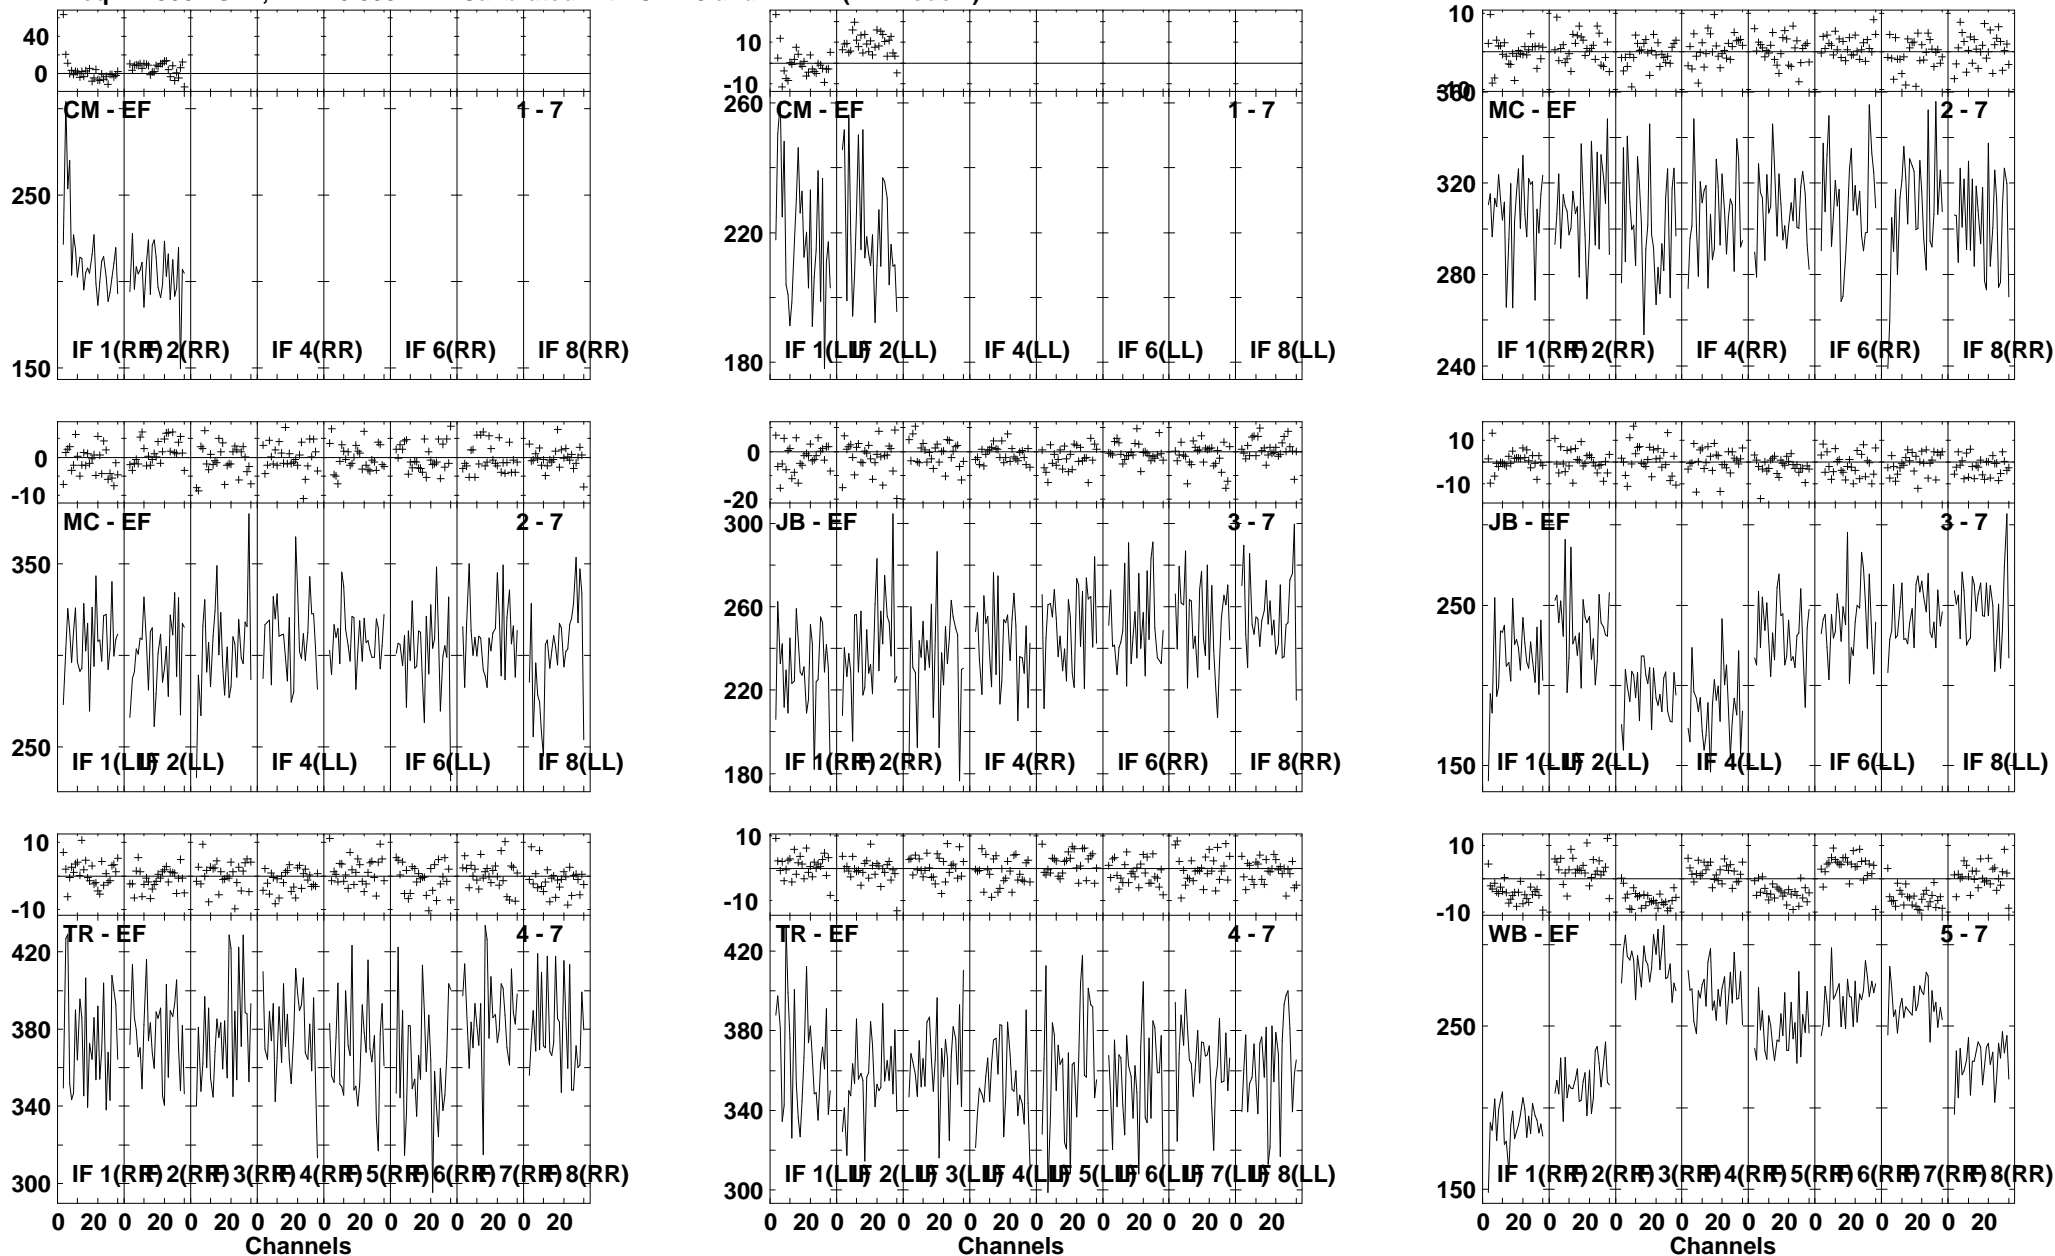 40
0
CM - EF
1 - 7
250
150
IF 1(RR)
IF 2(RR)
IF 4(RR)
IF 6(RR)
IF 8(RR)
10
-10
260
CM - EF
1 - 7
220
180
IF 1(LL)
IF 2(LL)
IF 4(LL)
IF 6(LL)
IF 8(LL)
10
-10
360
MC - EF
2 - 7
320
280
240
IF 1(RR)
IF 2(RR)
IF 4(RR)
IF 6(RR)
IF 8(RR)
0
-10
MC - EF
2 - 7
350
250
IF 1(LL)
IF 2(LL)
IF 4(LL)
IF 6(LL)
IF 8(LL)
0
-20
300
JB - EF
3 - 7
260
220
180
IF 1(RR)
IF 2(RR)
IF 4(RR)
IF 6(RR)
IF 8(RR)
10
-10
JB - EF
3 - 7
250
150
IF 1(LL)
IF 2(LL)
IF 4(LL)
IF 6(LL)
IF 8(LL)
10
-10
TR - EF
4 - 7
420
380
340
300
IF 1(RR)
IF 2(RR)
IF 3(RR)
IF 4(RR)
IF 5(RR)
IF 6(RR)
IF 7(RR)
IF 8(RR)
0 20 0 20 0 20 0 20 0 20 0 20 0 20 0 20
Channels
10
-10
TR - EF
4 - 7
420
380
340
300
IF 1(LL)
IF 2(LL)
IF 3(LL)
IF 4(LL)
IF 5(LL)
IF 6(LL)
IF 7(LL)
IF 8(LL)
0 20 0 20 0 20 0 20 0 20 0 20 0 20 0 20
Channels
10
-10
WB - EF
5 - 7
250
150
IF 1(RR)
IF 2(RR)
IF 3(RR)
IF 4(RR)
IF 5(RR)
IF 6(RR)
IF 7(RR)
IF 8(RR)
0 20 0 20 0 20 0 20 0 20 0 20 0 20 0 20
Channels